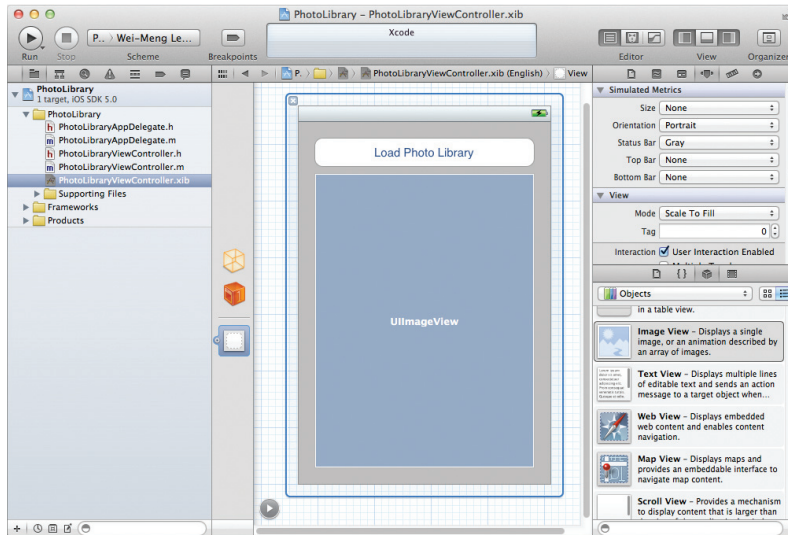 PhotoLibrary – PhotoLibraryViewController.xib
Xcode
P... Wei-Meng Le...
Run Stop Scheme Breakpoints Editor View Organizer
P. PhotoLibraryViewController.xib (English) View
PhotoLibrary
1 target, iOS SDK 5.0
PhotoLibrary
h PhotoLibraryAppDelegate.h
m PhotoLibraryAppDelegate.m
h PhotoLibraryViewController.h
m PhotoLibraryViewController.m
PhotoLibraryViewController.xib
Supporting Files
Frameworks
Products
Load Photo Library
UIImageView
Simulated Metrics
Size None
Orientation Portrait
Status Bar Gray
Top Bar None
Bottom Bar None
View
Mode Scale To Fill
Tag 0
Interaction User Interaction Enabled
Objects
in a table view.
Image View – Displays a single
image, or an animation described by
an array of images.
Text View – Displays multiple lines
of editable text and sends an action
message to a target object when...
Web View – Displays embedded
web content and enables content
navigation.
Map View – Displays maps and
provides an embeddable interface to
navigate map content.
Scroll View – Provides a mechanism
to display content that is larger than